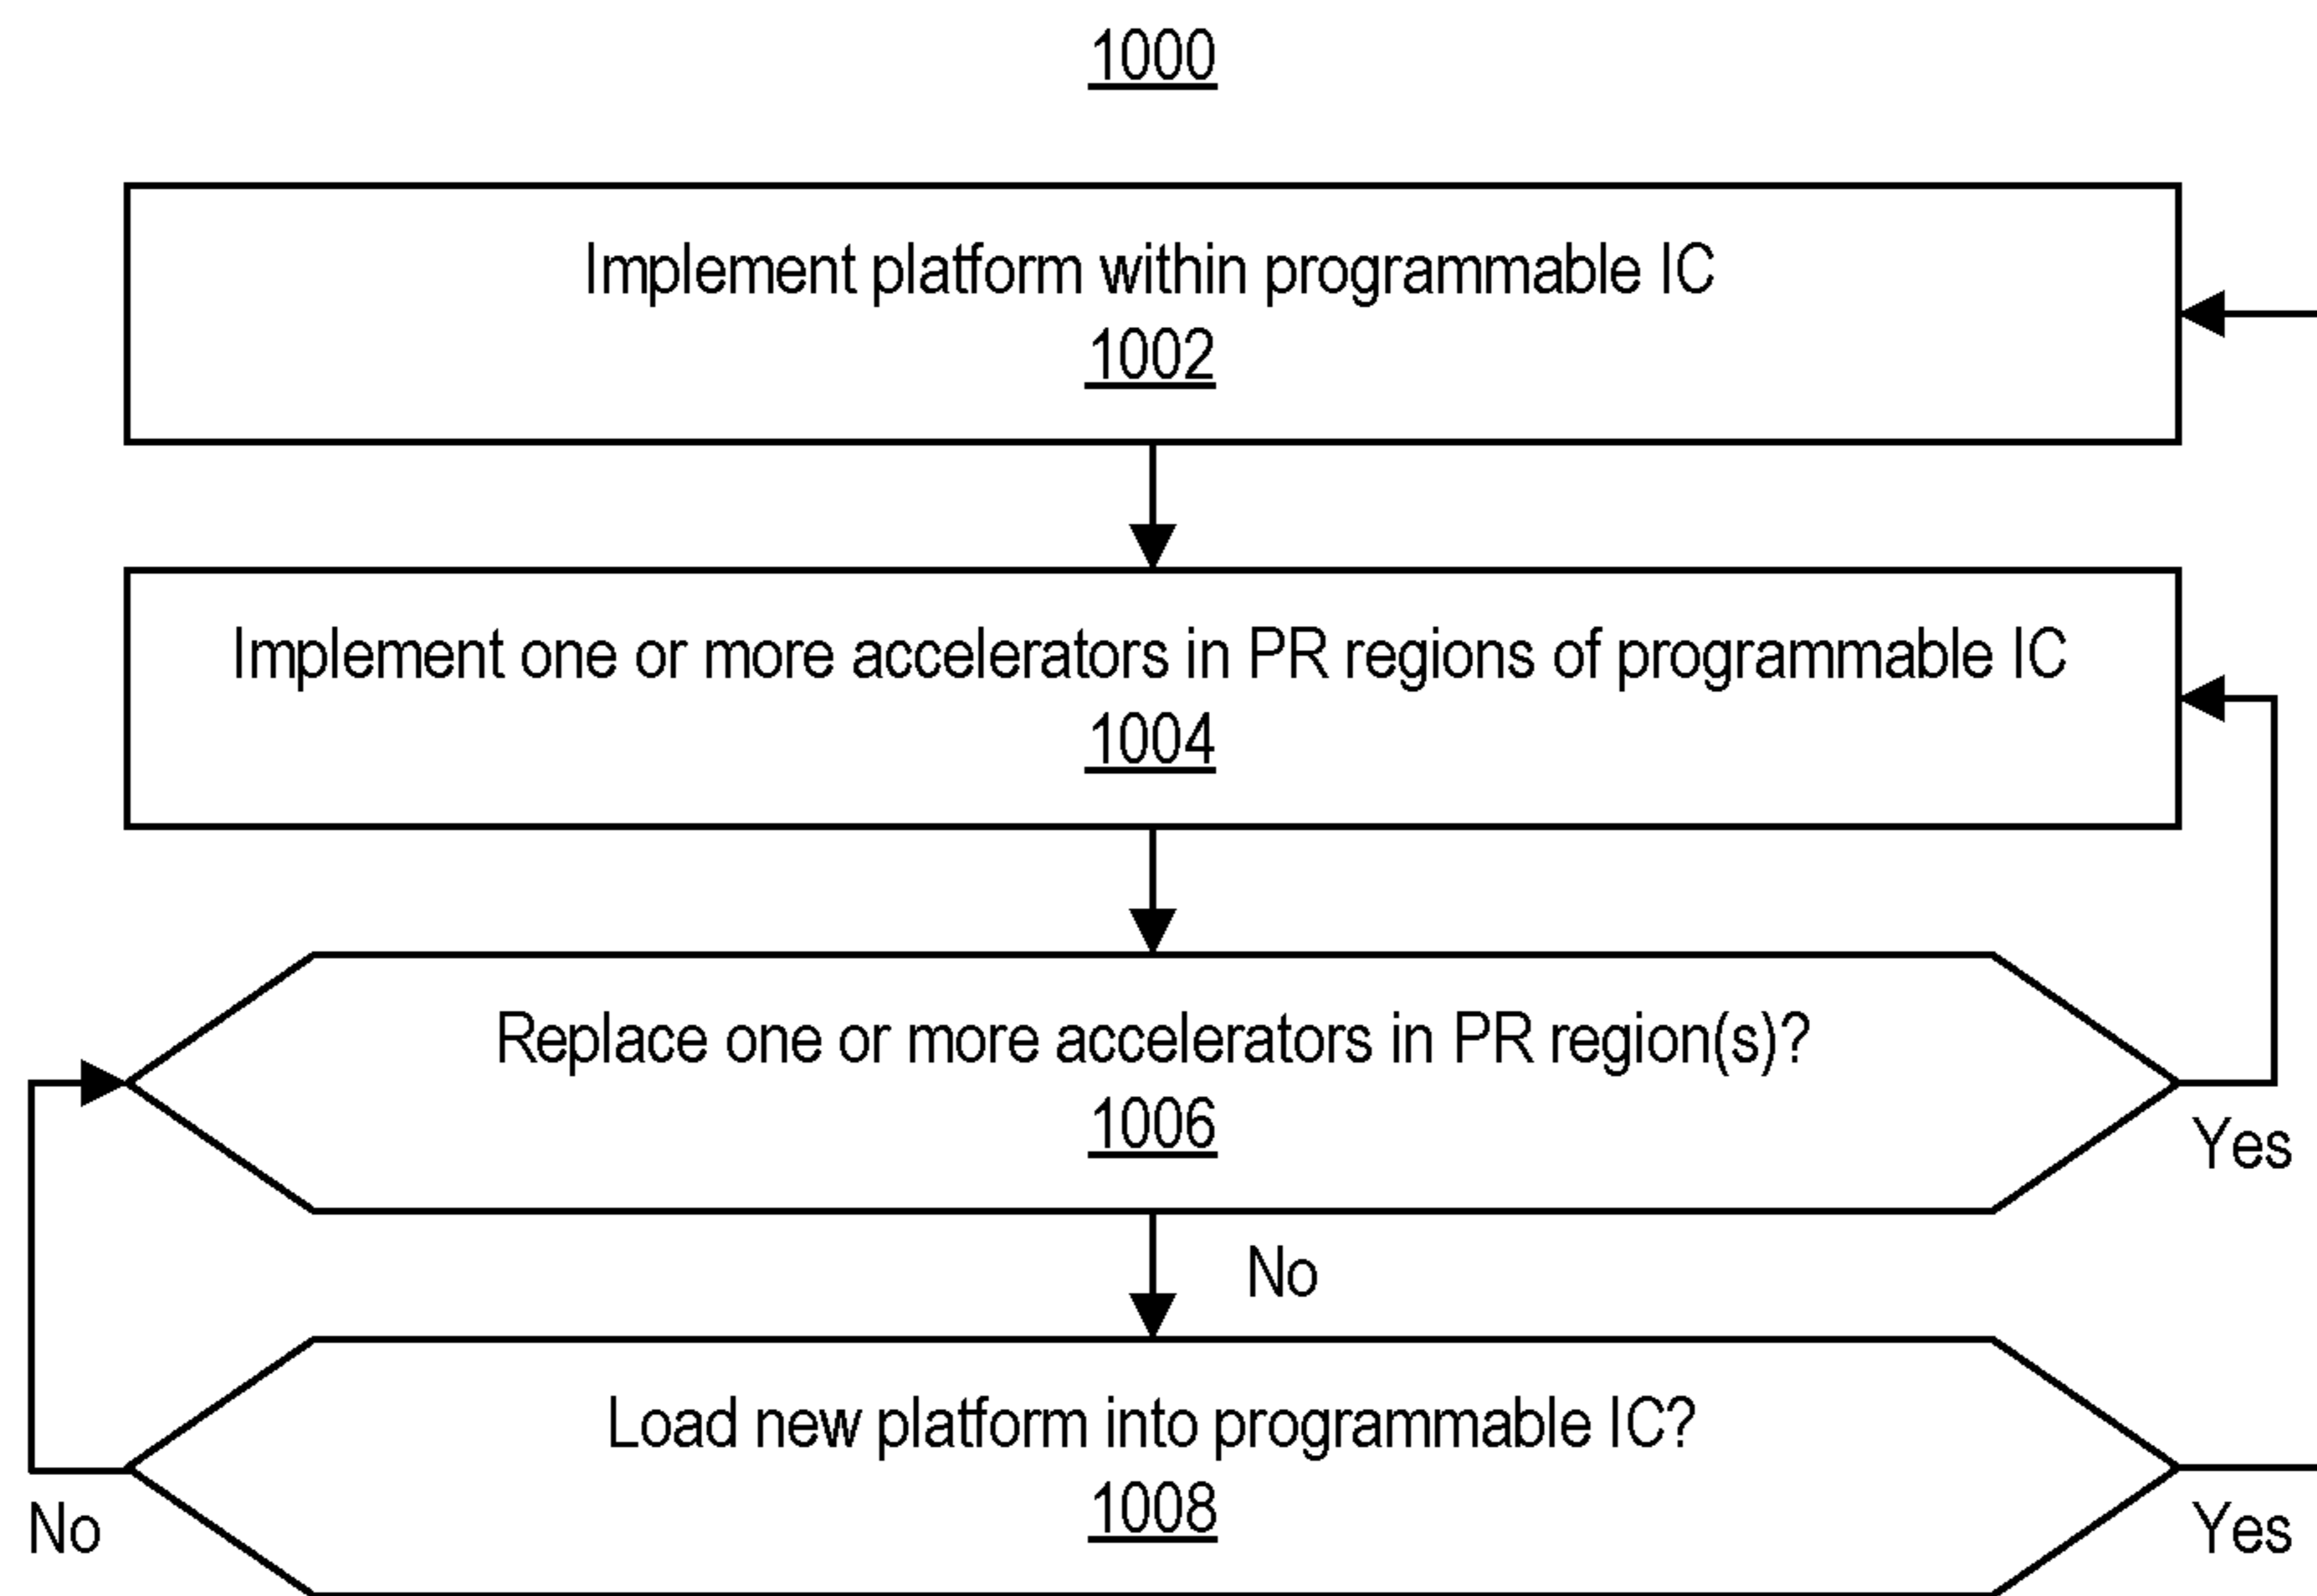 1000
Implement platform within programmable IC
1002
Implement one or more accelerators in PR regions of programmable IC
1004
Replace one or more accelerators in PR region(s)?
1006
Yes
No
Load new platform into programmable IC?
1008
No
Yes